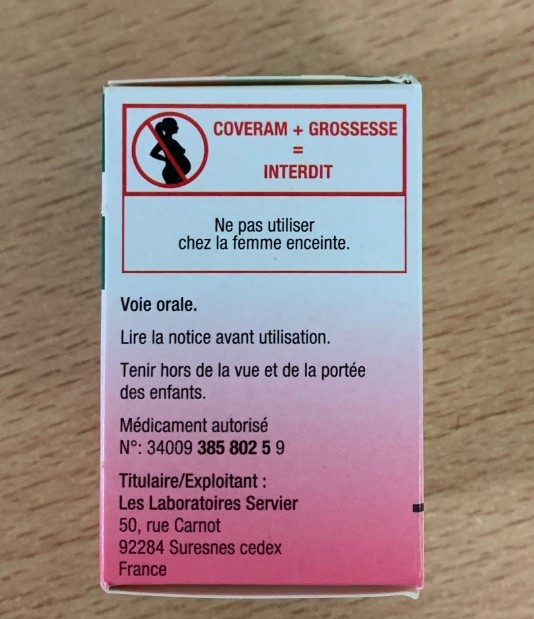 COVERAM + GROSSESSE
=
INTERDIT
Ne pas utiliser
chez la femme enceinte.
Voie orale.
Lire la notice avant utilisation.
Tenir hors de la vue et de la portée
des enfants.
Médicament autorisé
N°: 34009 385 802 5 9
Titulaire/Exploitant :
Les Laboratoires Servier
50, rue Carnot
92284 Suresnes cedex
France